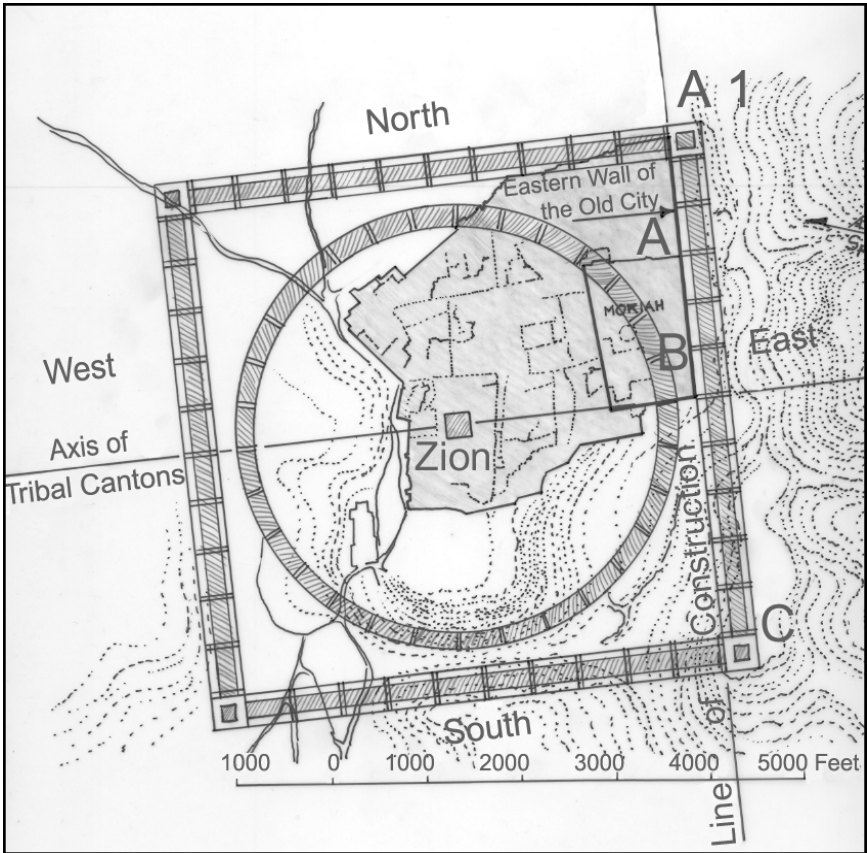 A 1
North
Eastern Wall of
the Old City
A
MORIAH
B
East
West
Axis of
Tribal Cantons
Zion
Construction
of
Line
C
South
1000 0 1000 2000 3000 4000 5000 Feet